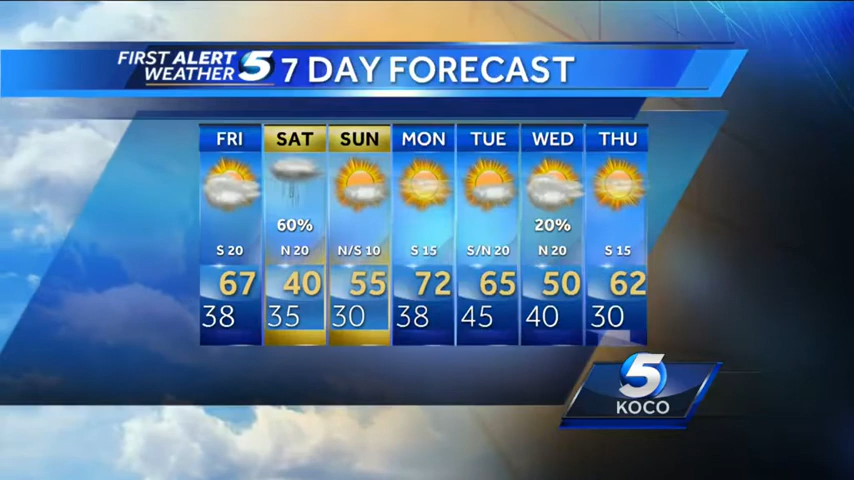 FIRST ALERT
WEATHER 5
7 DAY FORECAST
FRI SAT SUN MON TUE WED THU
60% 20%
S 20 N 20 N/S 10 S 15 S/N 20 N 20 S 15
67 40 55 72 65 50 62
38 35 30 38 45 40 30
5
KOCO